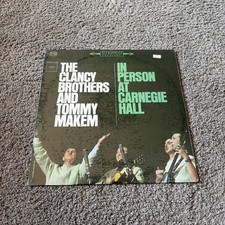 THE
CLANCY
BROTHERS
AND
TOMMY
MAKEM
IN
PERSON
AT
CARNEGIE
HALL